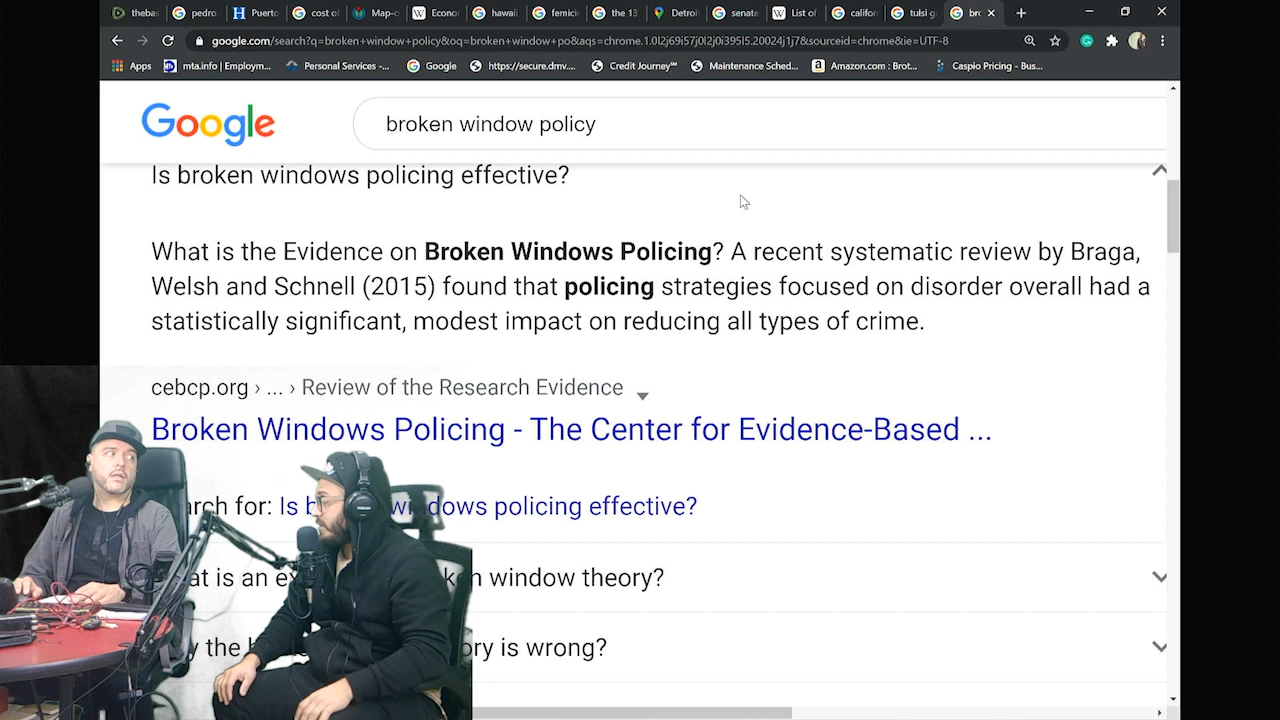 thebas
pedro
Puerto
cost of
Map-o
Econo
hawaii
femici
the 13
Detroi
senate
List of
califor
tulsi g
bro
google.com/search?q=broken+window+policy&oq=broken+window+po&aqs=chrome.1.0l2j69i57j0l2j0i395l5.20024j1j7&sourceid=chrome&ie=UTF-8
Apps
mta.info | Employm...
Personal Services -...
Google
https://secure.dmv....
Credit Journey℠
Maintenance Sched...
Amazon.com : Brot...
Caspio Pricing - Bus...
Google
broken window policy
Is broken windows policing effective?
What is the Evidence on Broken Windows Policing? A recent systematic review by Braga,
Welsh and Schnell (2015) found that policing strategies focused on disorder overall had a
statistically significant, modest impact on reducing all types of crime.
cebcp.org › ... › Review of the Research Evidence
Broken Windows Policing - The Center for Evidence-Based ...
arch for: Is b dows policing effective?
at is an ex ken window theory?
y the b ory is wrong?